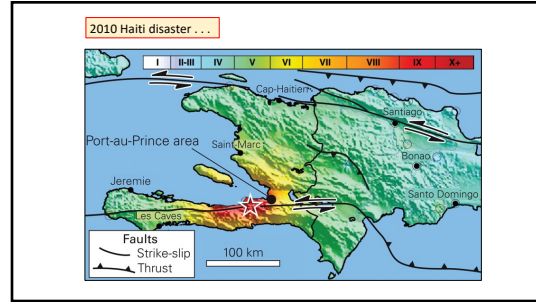 2010 Haiti disaster . . .
I II-III IV V VI VII VIII IX X+
Cap-Haitien
Santiago
Port-au-Prince area
Saint-Marc
Bonao
Jeremie
Santo Domingo
Les Caves
Faults
Strike-slip
Thrust
100 km